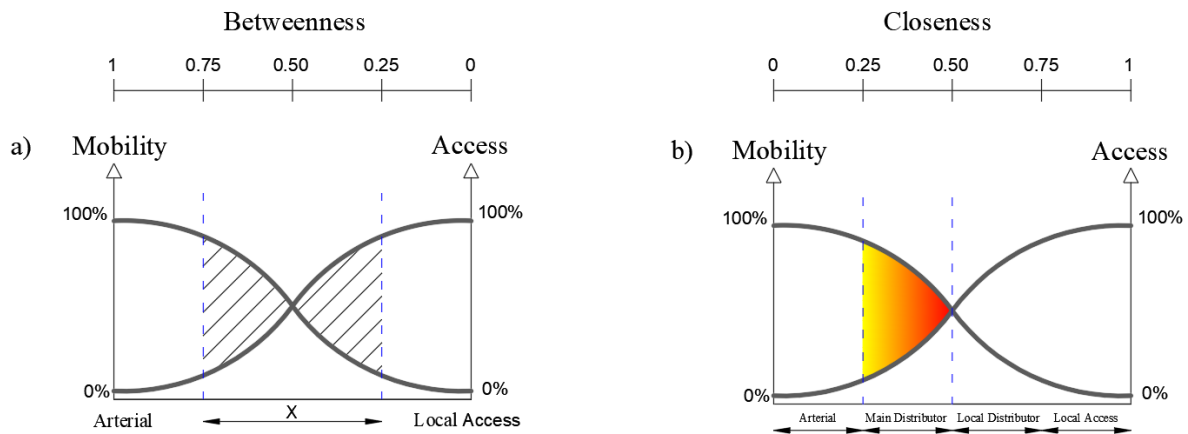 Betweenness
1 0.75 0.50 0.25 0
a) Mobility Access
100% 100%
0% 0%
Arterial X Local Access
Closeness
0 0.25 0.50 0.75 1
b) Mobility Access
100% 100%
0% 0%
Arterial Main Distributor Local Distributor Local Access